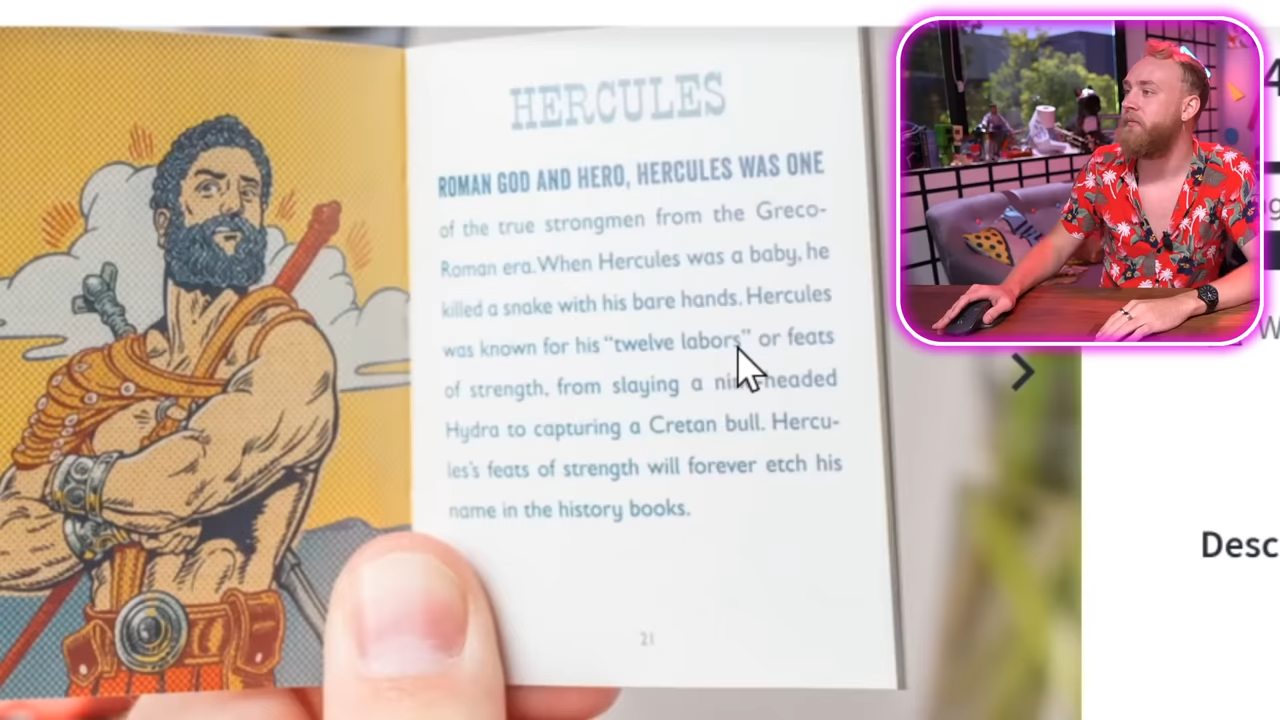 HERCULES
ROMAN GOD AND HERO, HERCULES WAS ONE
of the true strongmen from the Greco-
Roman era. When Hercules was a baby, he
killed a snake with his bare hands. Hercules
was known for his “twelve labors” or feats
of strength, from slaying a headed
Hydra to capturing a Cretan bull. Hercu-
les's feats of strength will forever etch his
name in the history books.
21
4
Desc